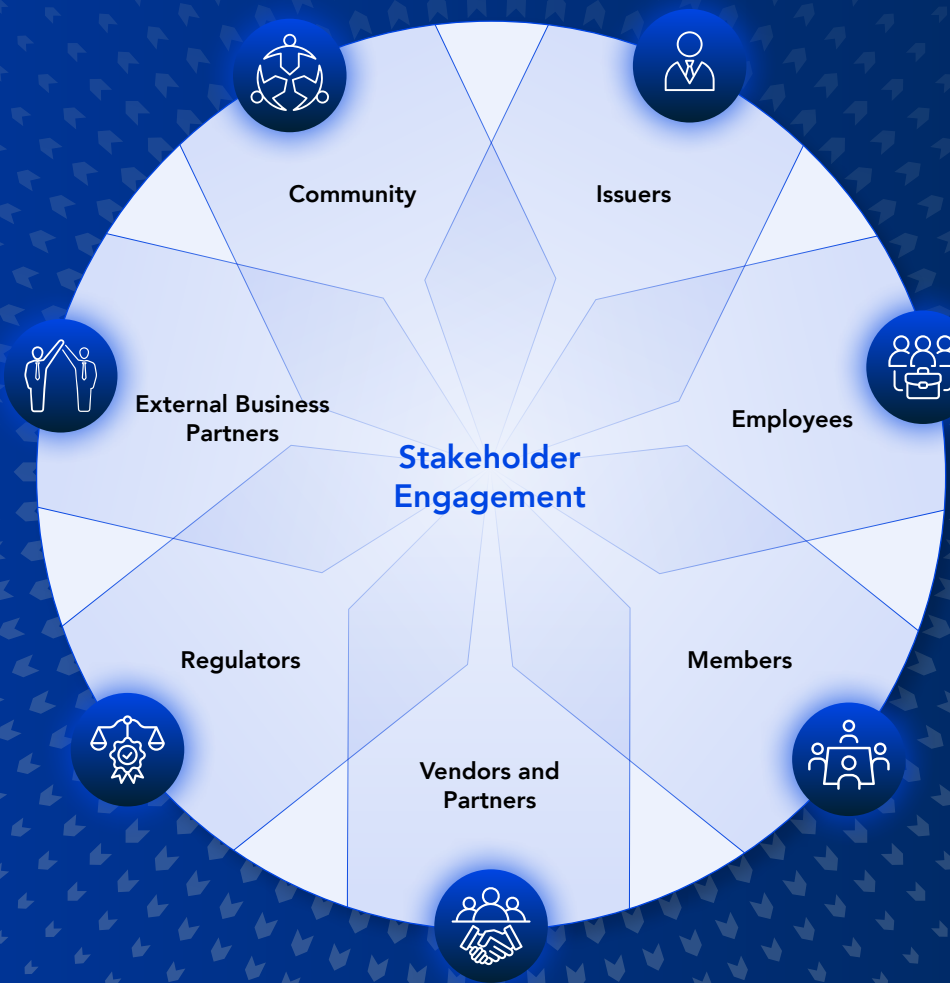 Community
Issuers
External Business
Partners
Employees
Stakeholder
Engagement
Regulators
Members
Vendors and
Partners